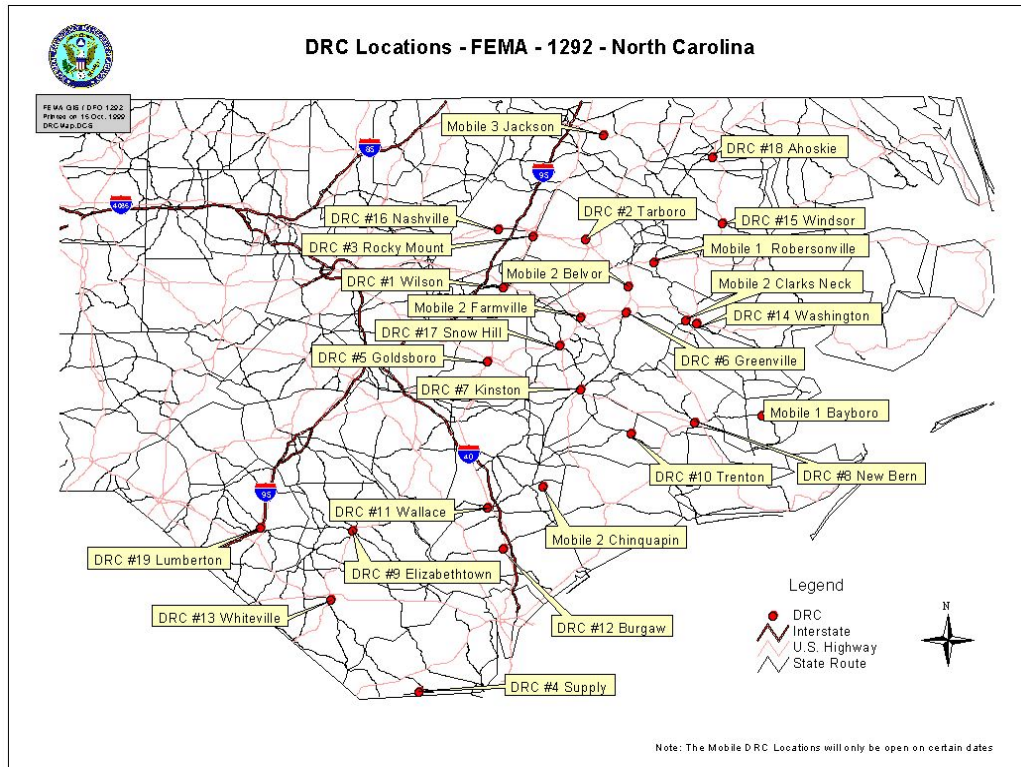 DRC Locations - FEMA - 1292 - North Carolina
FEMA GIS / DFO 1292
Printed on 15 Oct. 1999
DRCMap.DCG
Mobile 3 Jackson
85
95
DRC #18 Ahoskie
4085
DRC #16 Nashville
DRC #2 Tarboro
DRC #15 Windsor
DRC #3 Rocky Mount
Mobile 1 Robersonville
DRC #1 Wilson
Mobile 2 Belvor
Mobile 2 Clarks Neck
Mobile 2 Farmville
DRC #14 Washington
DRC #17 Snow Hill
DRC #5 Goldsboro
DRC #6 Greenville
DRC #7 Kinston
Mobile 1 Bayboro
40
DRC #10 Trenton
DRC #8 New Bern
95
DRC #11 Wallace
Mobile 2 Chinquapin
DRC #19 Lumberton
DRC #9 Elizabethtown
DRC #13 Whiteville
DRC #12 Burgaw
DRC #4 Supply
Legend
DRC
Interstate
U.S. Highway
State Route
N
Note: The Mobile DRC Locations will only be open on certain dates